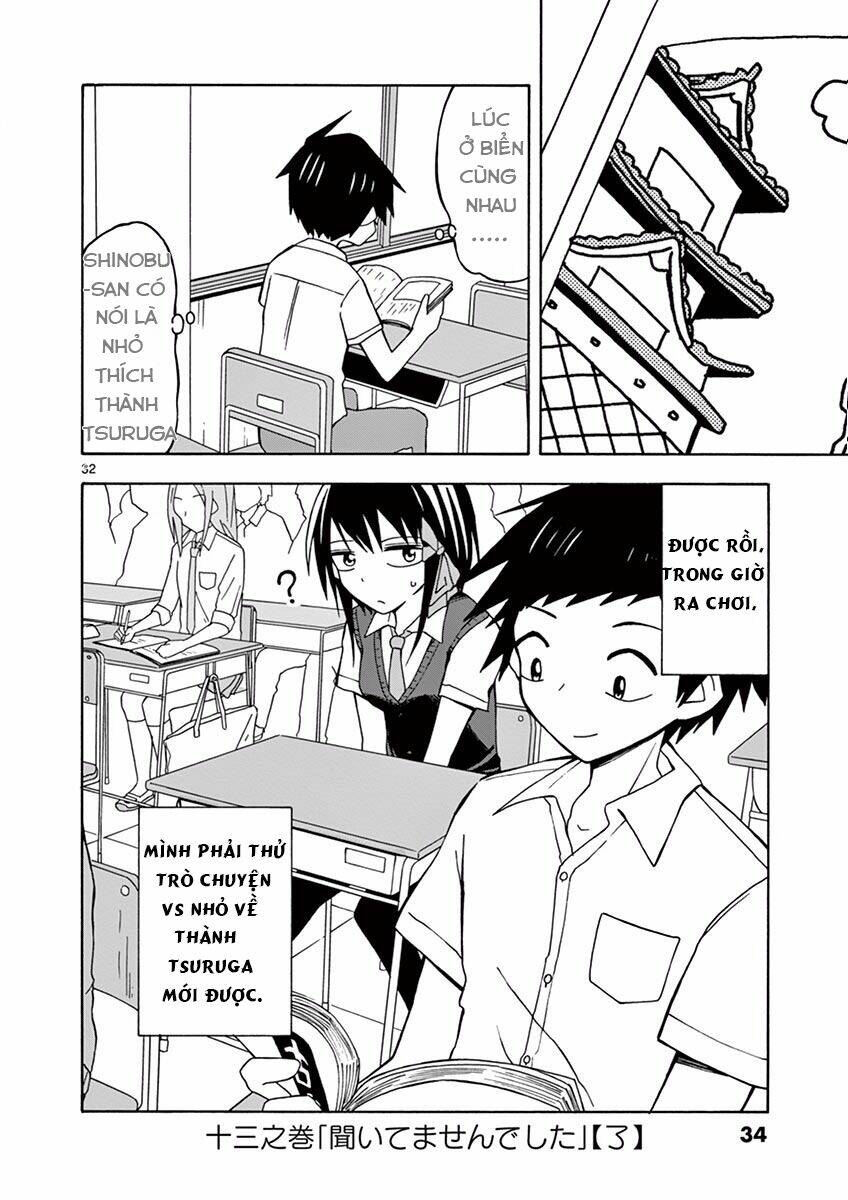 LÚC
Ở BIỂN
CÙNG
NHAU
.....
SHINOBU
-SAN CÓ
NÓI LÀ
NHỎ
THÍCH
THÀNH
TSURUGA
32
ĐƯỢC RỒI,
TRONG GIỜ
RA CHƠI,
?
MÌNH PHẢI THỬ
TRÒ CHUYỆN
VS NHỎ VỀ
THÀNH
TSURUGA
MỚI ĐƯỢC.
十三之巻「聞いてませんでした」【了】
34